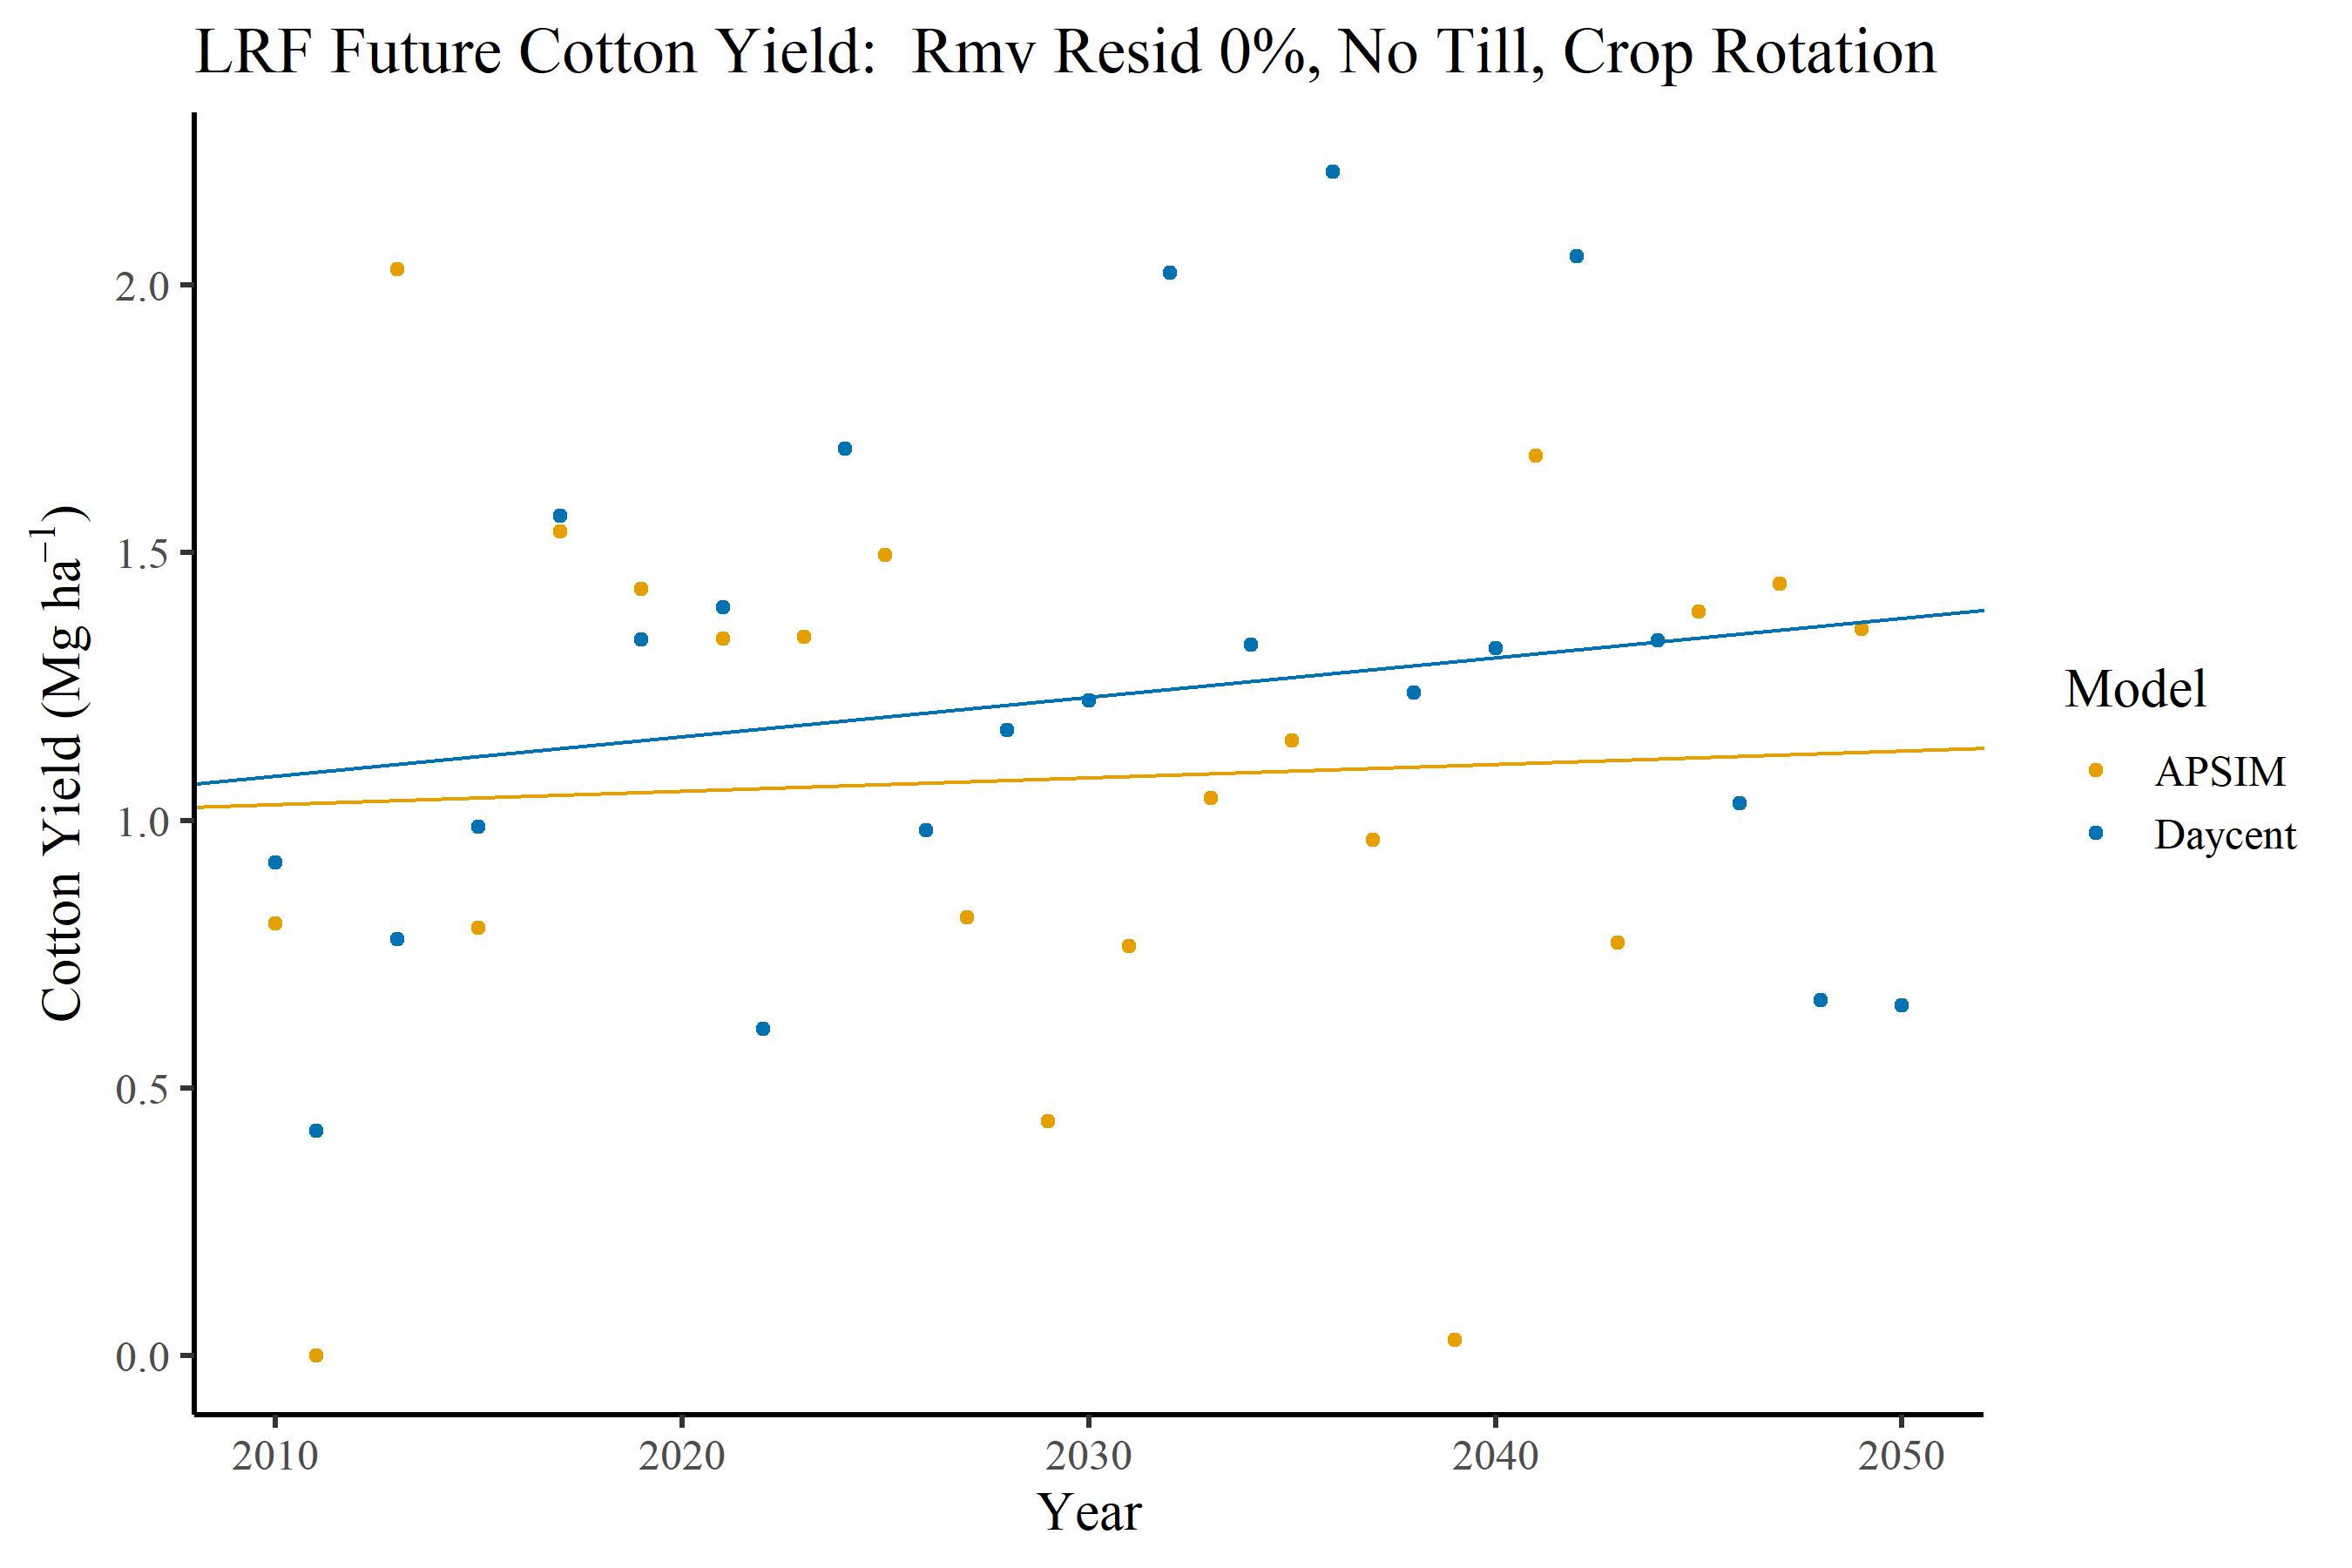 LRF Future Cotton Yield:  Rmv Resid 0%, No Till, Crop Rotation
Cotton Yield (Mg ha⁻¹)
2.0
1.5
1.0
0.5
0.0
2010 2020 2030 2040 2050
Year
Model
APSIM
Daycent